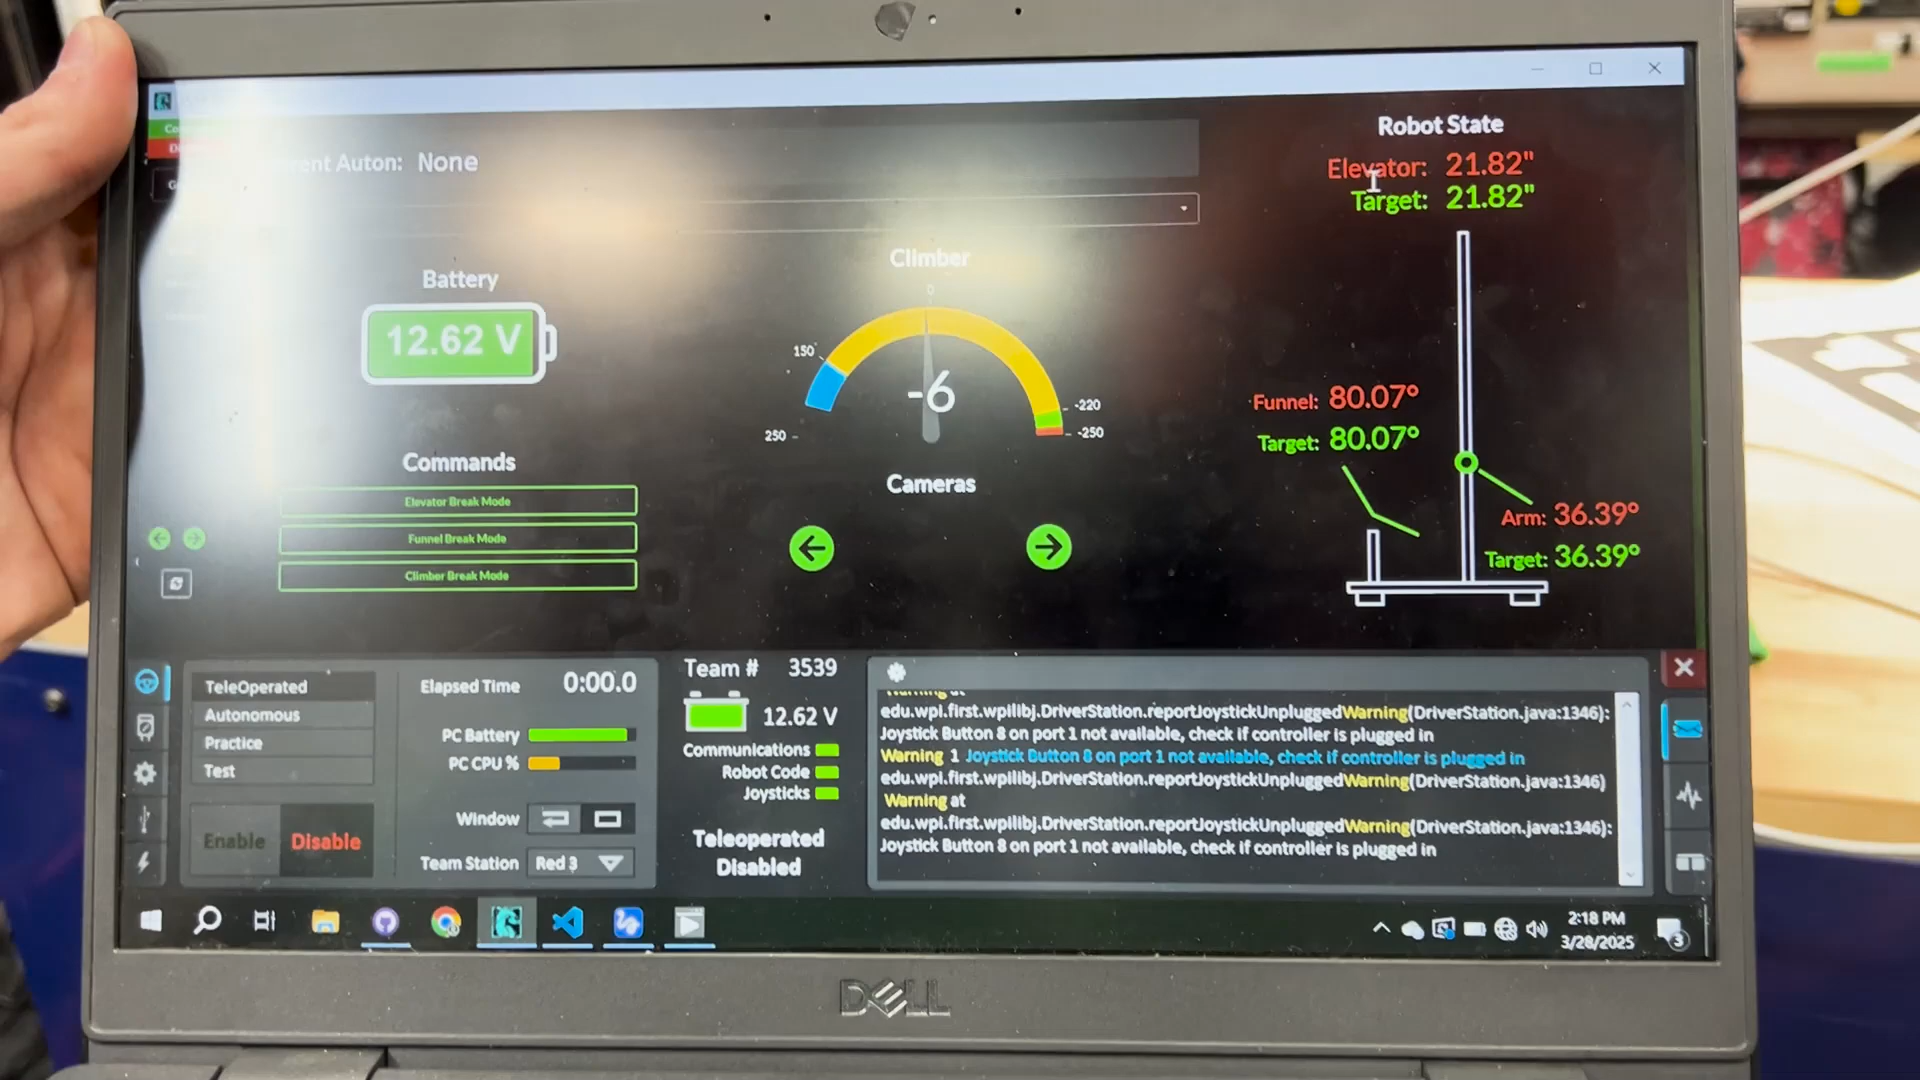 Auton: None
Robot State
Elevator: 21.82"
Target: 21.82"
Battery
12.62 V
Climber
0
150
-6
-220
250
-250
Funnel: 80.07°
Target: 80.07°
Commands
Elevator Break Mode
Funnel Break Mode
Climber Break Mode
Cameras
Arm: 36.39°
Target: 36.39°
TeleOperated
Autonomous
Practice
Test
Enable
Disable
Elapsed Time 0:00.0
PC Battery
PC CPU %
Window
Team Station Red 3
Team # 3539
12.62 V
Communications
Robot Code
Joysticks
Teleoperated
Disabled
Warning at
edu.wpi.first.wpilibj.DriverStation.reportJoystickUnpluggedWarning(DriverStation.java:1346):
Joystick Button 8 on port 1 not available, check if controller is plugged in
Warning 1 Joystick Button 8 on port 1 not available, check if controller is plugged in
edu.wpi.first.wpilibj.DriverStation.reportJoystickUnpluggedWarning(DriverStation.java:1346)
Warning at
edu.wpi.first.wpilibj.DriverStation.reportJoystickUnpluggedWarning(DriverStation.java:1346):
Joystick Button 8 on port 1 not available, check if controller is plugged in
2:18 PM
3/28/2025
3
DELL